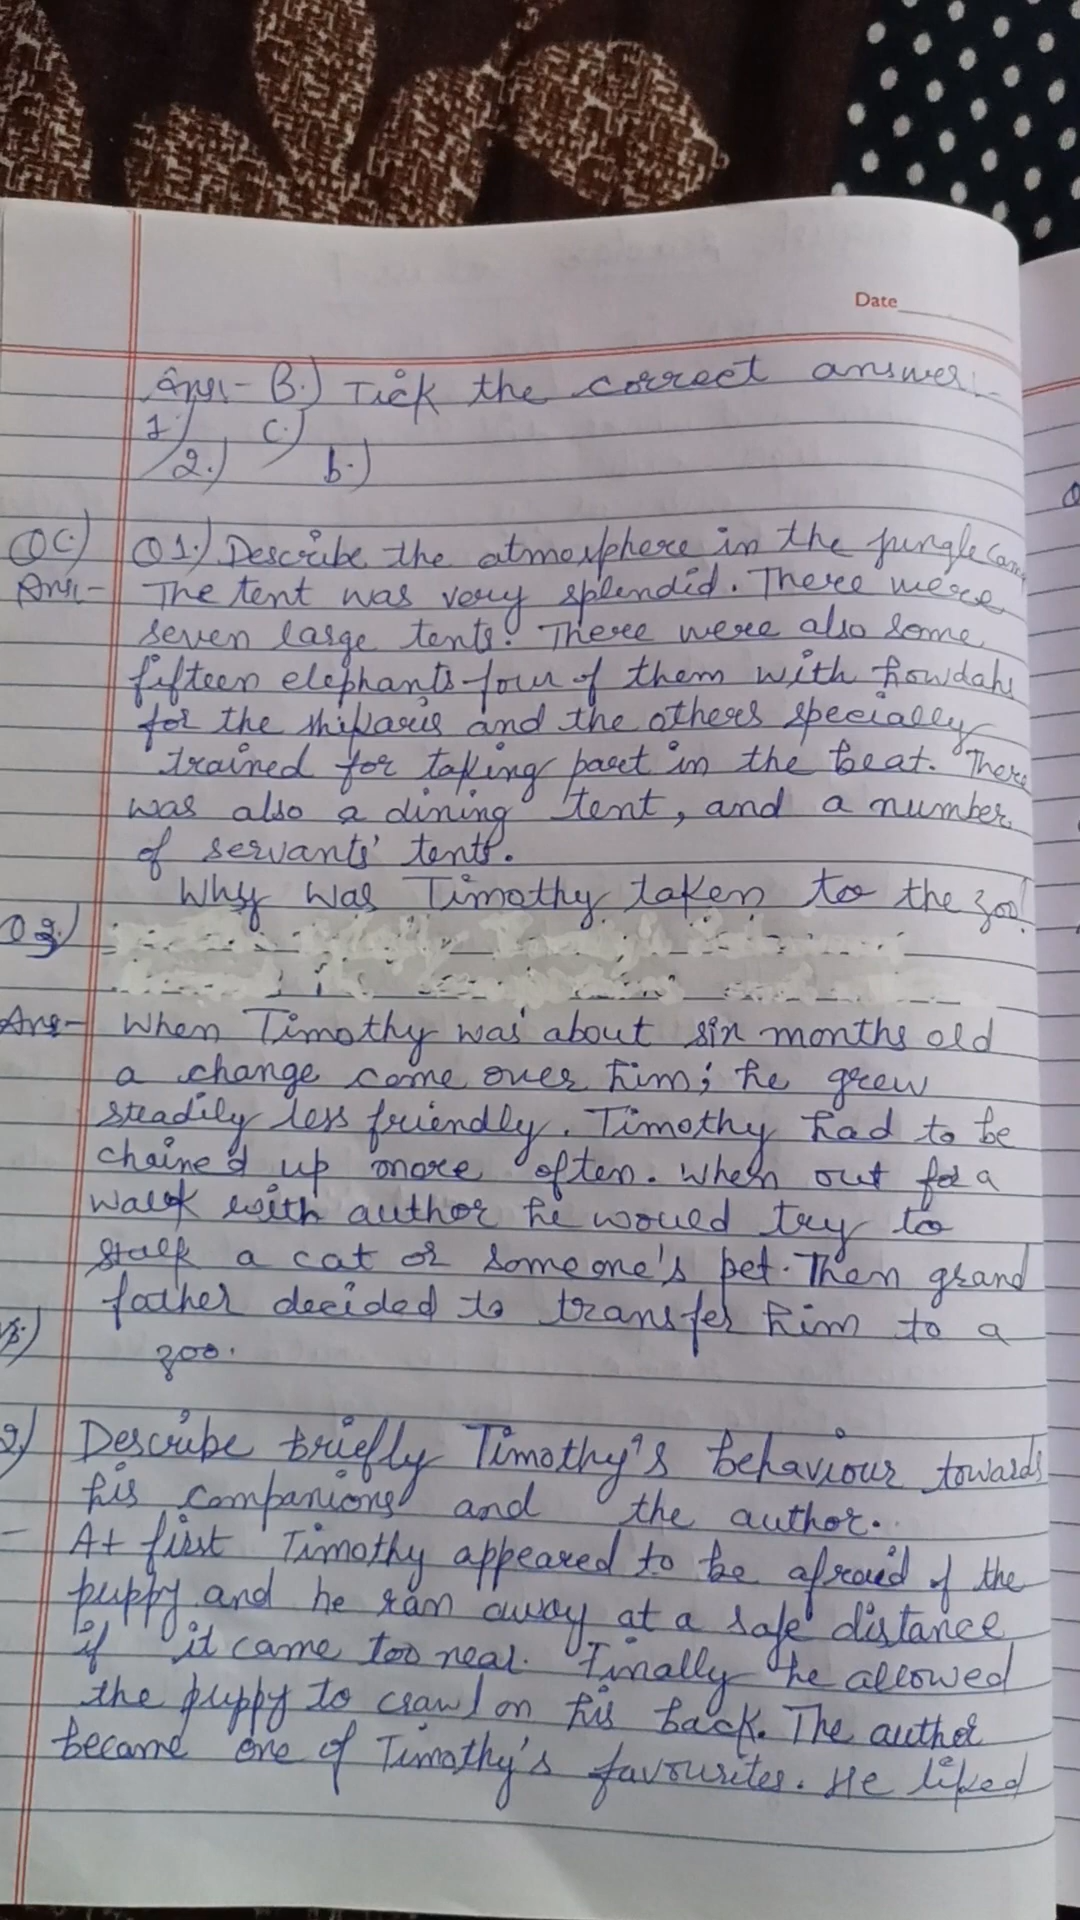 Date
Ans:- B.) Tick the correct answer:-
1.) c.)
2.) b.)
Q C.) Q 1.) Describe the atmosphere in the jungle cam
Ans:- The tent was very splendid. There were
seven large tents. There were also some
fifteen elephants-four of them with howdahs
for the shikaris and the others specially
trained for taking part in the beat. There
was also a dining tent, and a number
of servants' tents.
Why was Timothy taken to the zoo?
Q 3.)
Ans- When Timothy was about six months old
a change come over him; he grew
steadily less friendly. Timothy had to be
chained up more often. When out for a
walk with author he would try to
stalk a cat or someone's pet. Then grand
father decided to transfer him to a
zoo.
2.) Describe briefly Timothy's behaviour towards
his companions and the author.
- At first Timothy appeared to be afraid of the
puppy and he ran away at a safe distance
if it came too near. Finally he allowed
the puppy to crawl on his back. The author
became one of Timothy's favourites. He liked